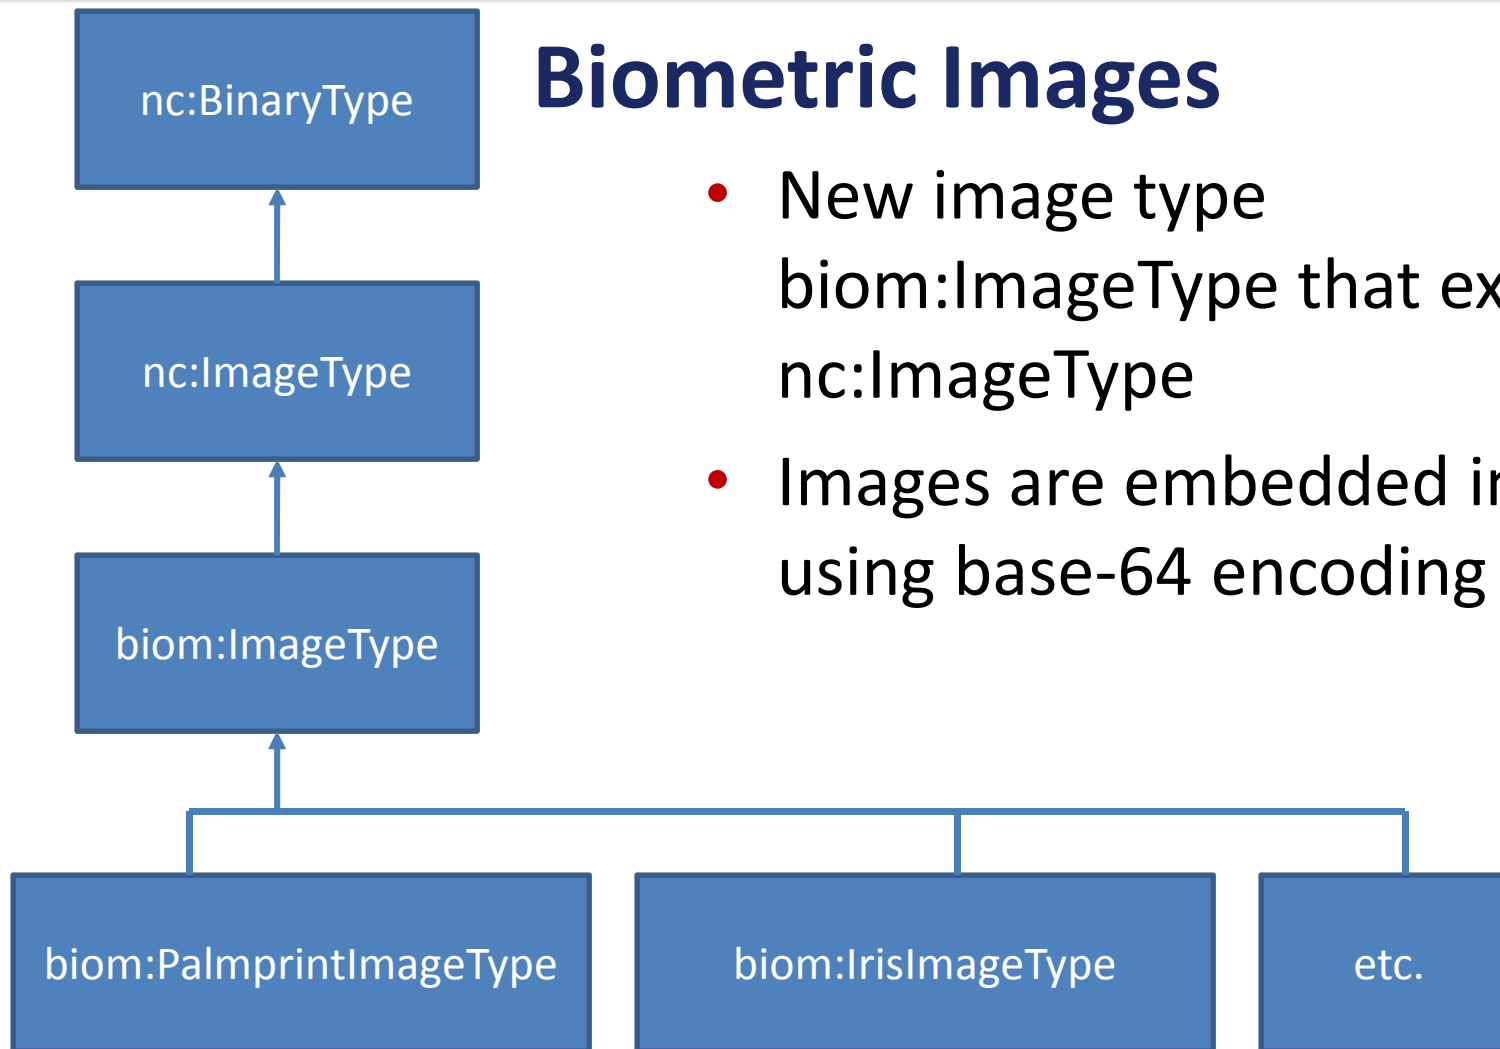 Biometric Images
nc:BinaryType
New image type
biom:ImageType that
nc:ImageType
nc:ImageType
Images are embedded
using base-64 encoding
biom:ImageType
biom:PalmprintImageType
biom:IrisImageType
etc.